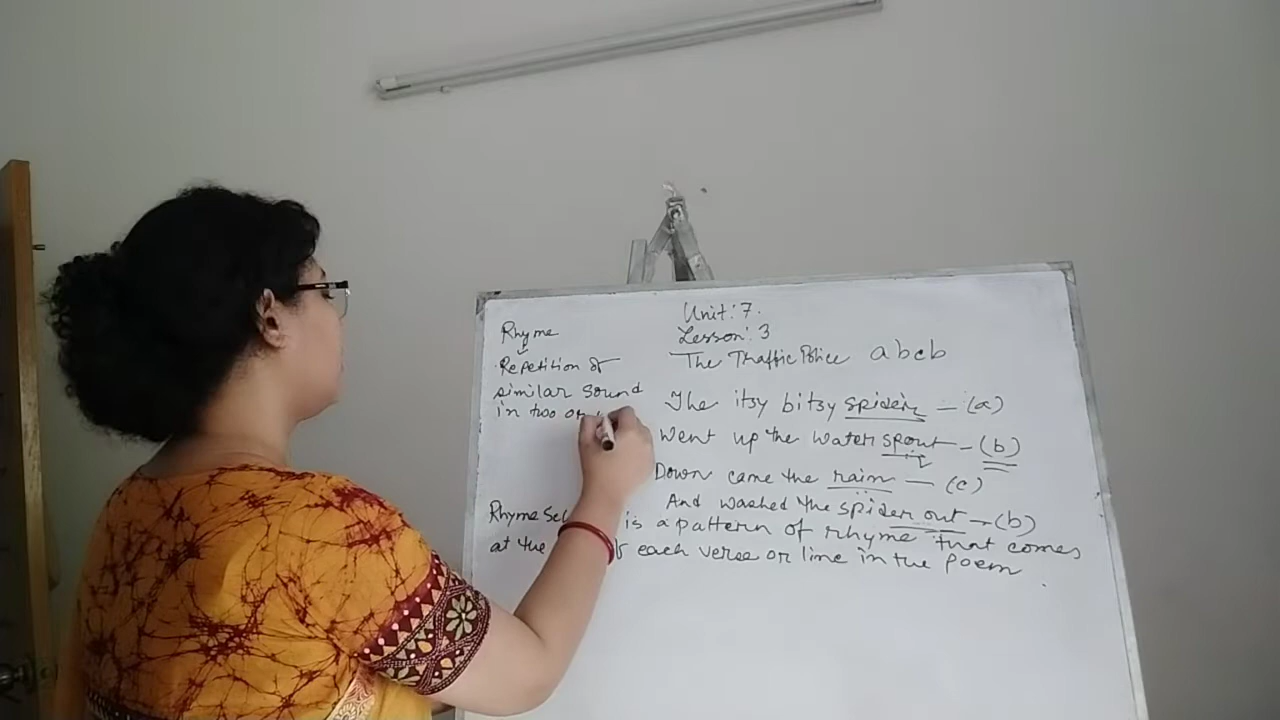 Unit: 7.
Lesson: 3
The Traffic Police abcb
Rhyme
Repetition of
similar sound
in two or
The itsy bitsy spider - (a)
Went up the water spout - (b)
Down came the rain - (c)
And washed the spider out - (b)
Rhyme is a pattern of rhyme that comes
at the each verse or line in the poem.